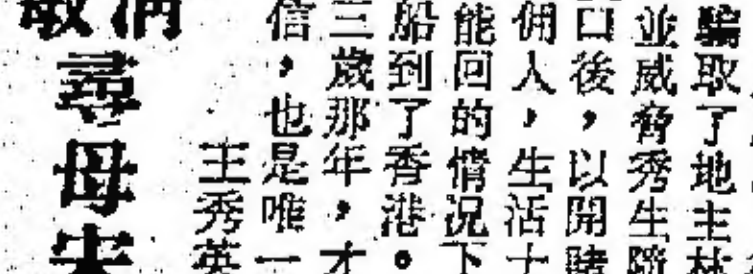 騙取了地主林
並威脅秀生
口後，以開賭
佣人，生活十
能回的情況下
船到了香港。
三歲那年，才
信，也是唯一
王秀英
尋母